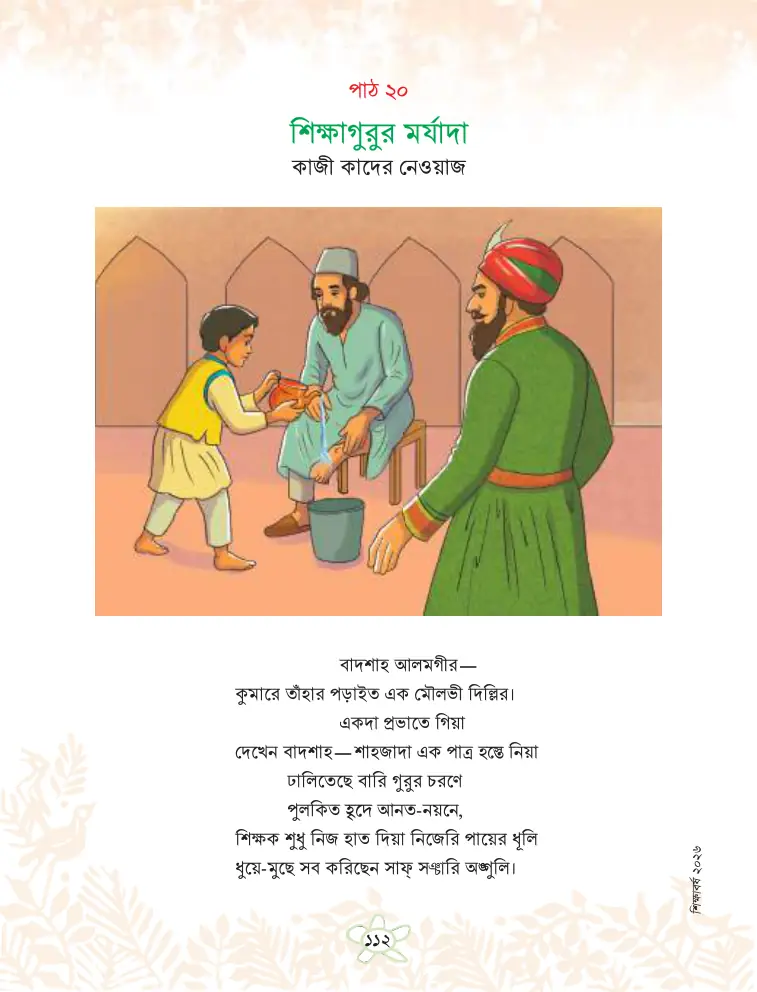 পাঠ ২০
শিক্ষাগুরুর মর্যাদা
কাজী কাদের নেওয়াজ
বাদশাহ আলমগীর—
কুমারে তাঁহার পড়াইত এক মৌলভী দিল্লির।
একদা প্রভাতে গিয়া
দেখেন বাদশাহ—শাহজাদা এক পাত্র হস্তে নিয়া
ঢালিতেছে বারি গুরুর চরণে
পুলকিত হৃদে আনত-নয়নে,
শিক্ষক শুধু নিজ হাত দিয়া নিজেরি পায়ের ধূলি
ধুয়ে-মুছে সব করিছেন সাফ্ সঞ্চারি অঙ্গুলি।
শিক্ষাবর্ষ ২০২৬
১১২